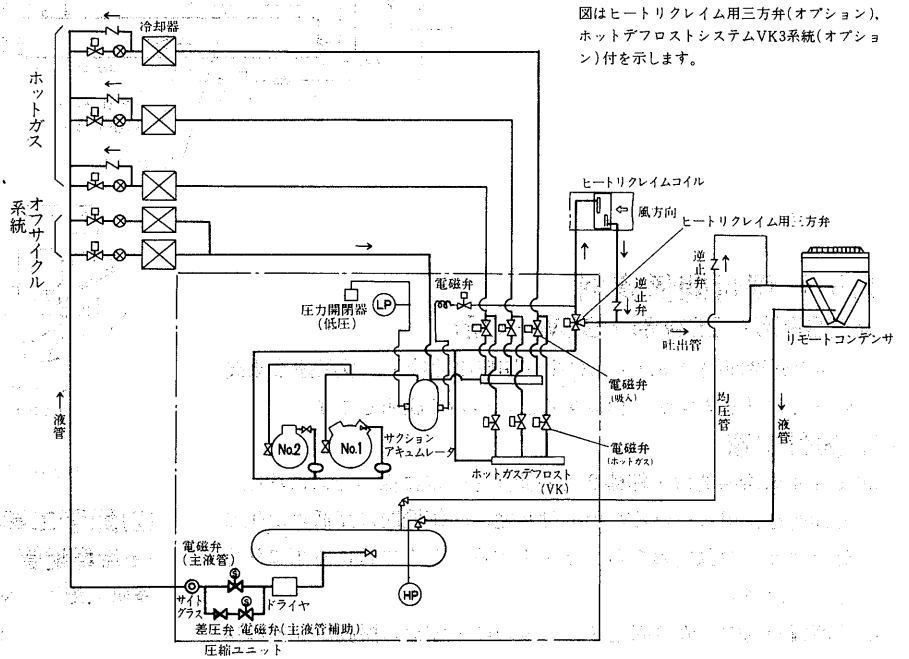 図はヒートリクレイム用三方弁(オプション)、
ホットデフロストシステムVK3系統(オプショ
ン)付を示します。
冷却器
ホットガス
オフサイクル
系統
ヒートリクレイムコイル
風方向
ヒートリクレイム用三方弁
逆止弁
逆止弁
電磁弁
圧力開閉器
(低圧)
LP
吐出管
リモートコンデンサ
電磁弁
(吸入)
均圧管
液管
液管
No.2
No.1
サクション
アキュムレータ
電磁弁
(ホットガス)
ホットガスデフロスト
(VK)
電磁弁
(主液管)
S
サイト
グラス
ドライヤ
HP
S
差圧弁
電磁弁(主液管補助)
圧縮ユニット